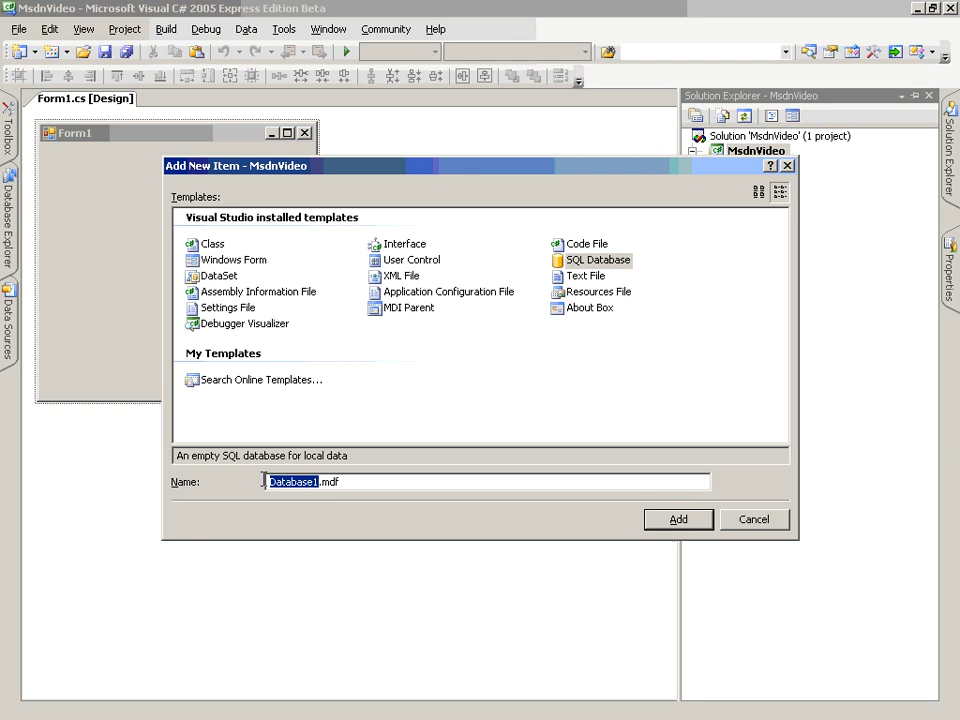 MsdnVideo - Microsoft Visual C# 2005 Express Edition Beta
File Edit View Project Build Debug Data Tools Window Community Help
Form1.cs [Design]
Solution Explorer - MsdnVideo
Toolbox
Database Explorer
Data Sources
Solution Explorer
Properties
Form1
Solution 'MsdnVideo' (1 project)
MsdnVideo
Add New Item - MsdnVideo
Templates:
Visual Studio installed templates
Class Interface Code File
Windows Form User Control SQL Database
DataSet XML File Text File
Assembly Information File Application Configuration File Resources File
Settings File MDI Parent About Box
Debugger Visualizer
My Templates
Search Online Templates...
An empty SQL database for local data
Name: Database1.mdf
Add Cancel